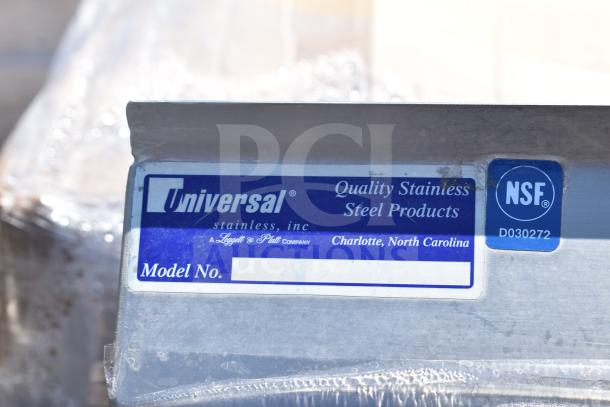 Universal®
stainless, inc
A Leggett & Platt COMPANY
Quality Stainless
Steel Products
Charlotte, North Carolina
Model No.
NSF®
D030272
PCI
AUCTIONS